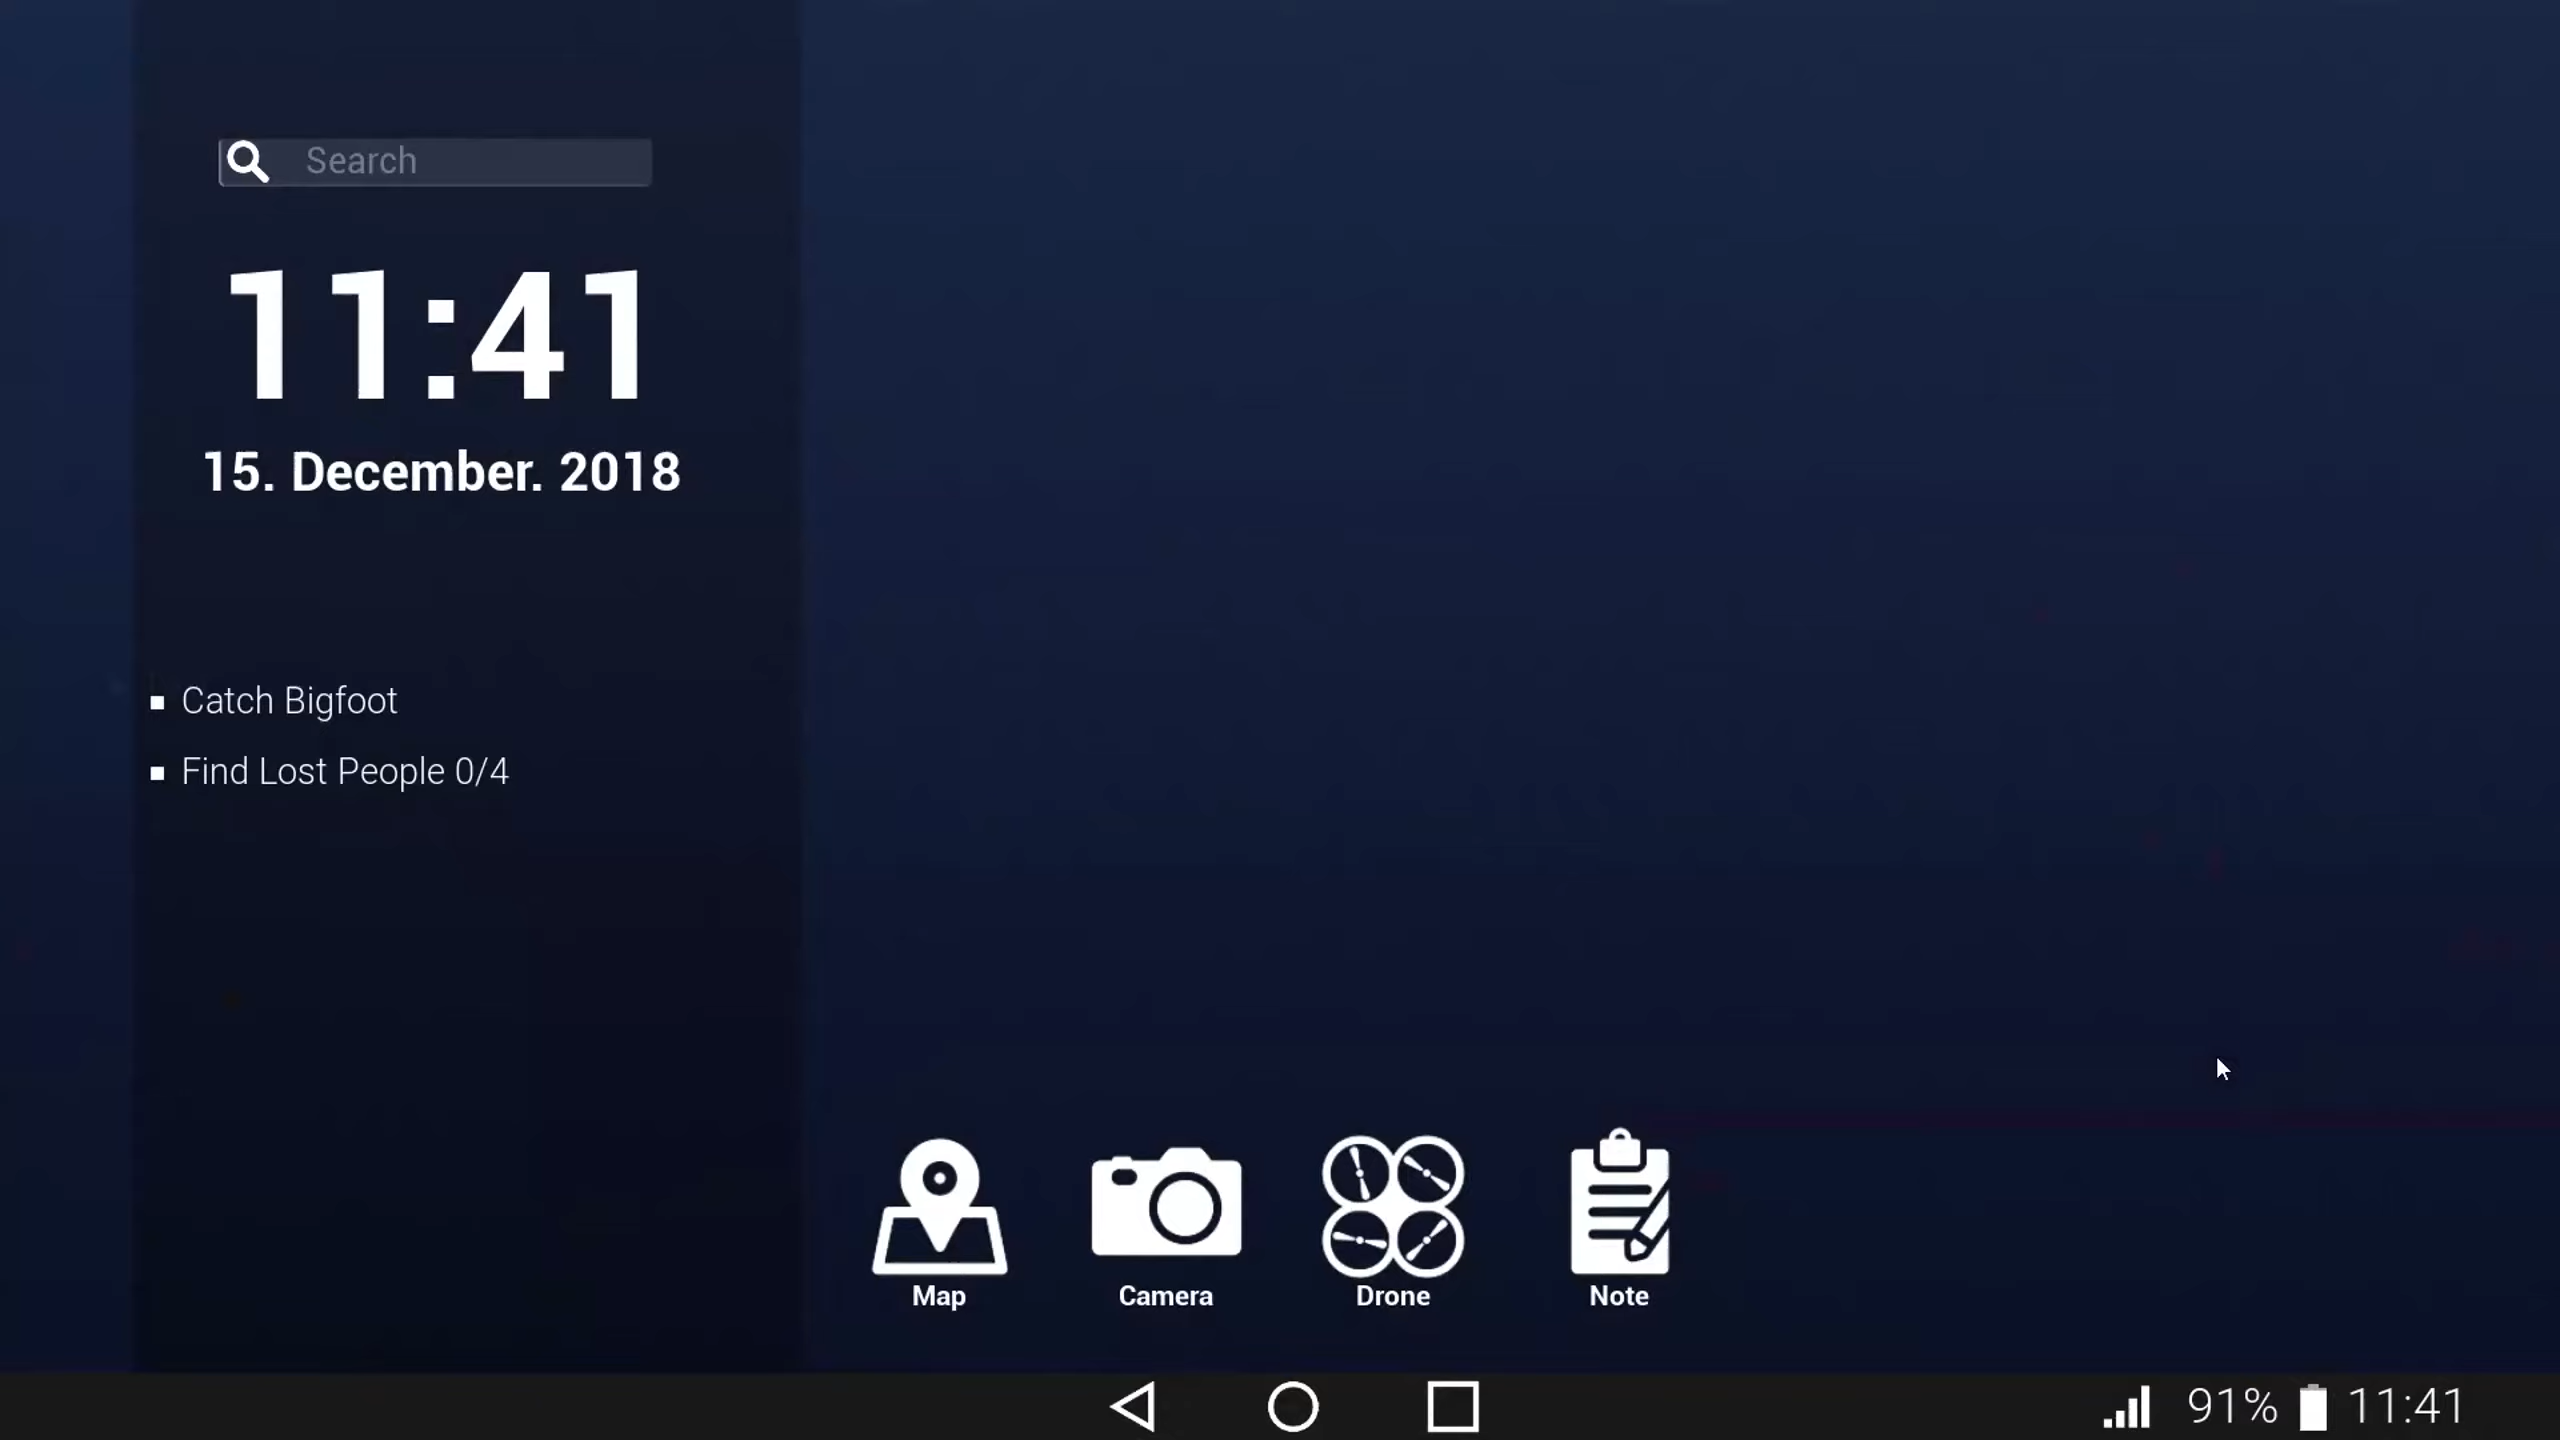 Search
11:41
15. December. 2018
Catch Bigfoot
Find Lost People 0/4
Map
Camera
Drone
Note
91%
11:41